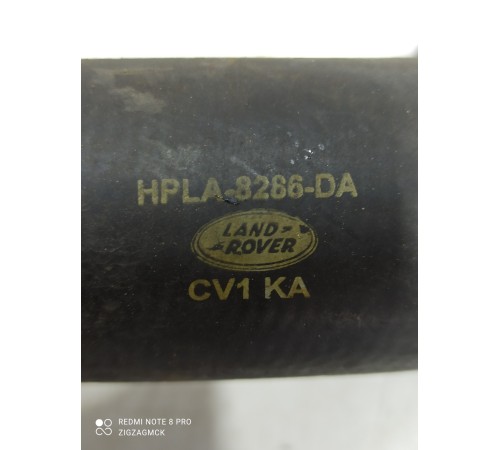 HPLA-8286-DA
LAND
ROVER
CV1 KA
REDMI NOTE 8 PRO
ZIGZAGMCK